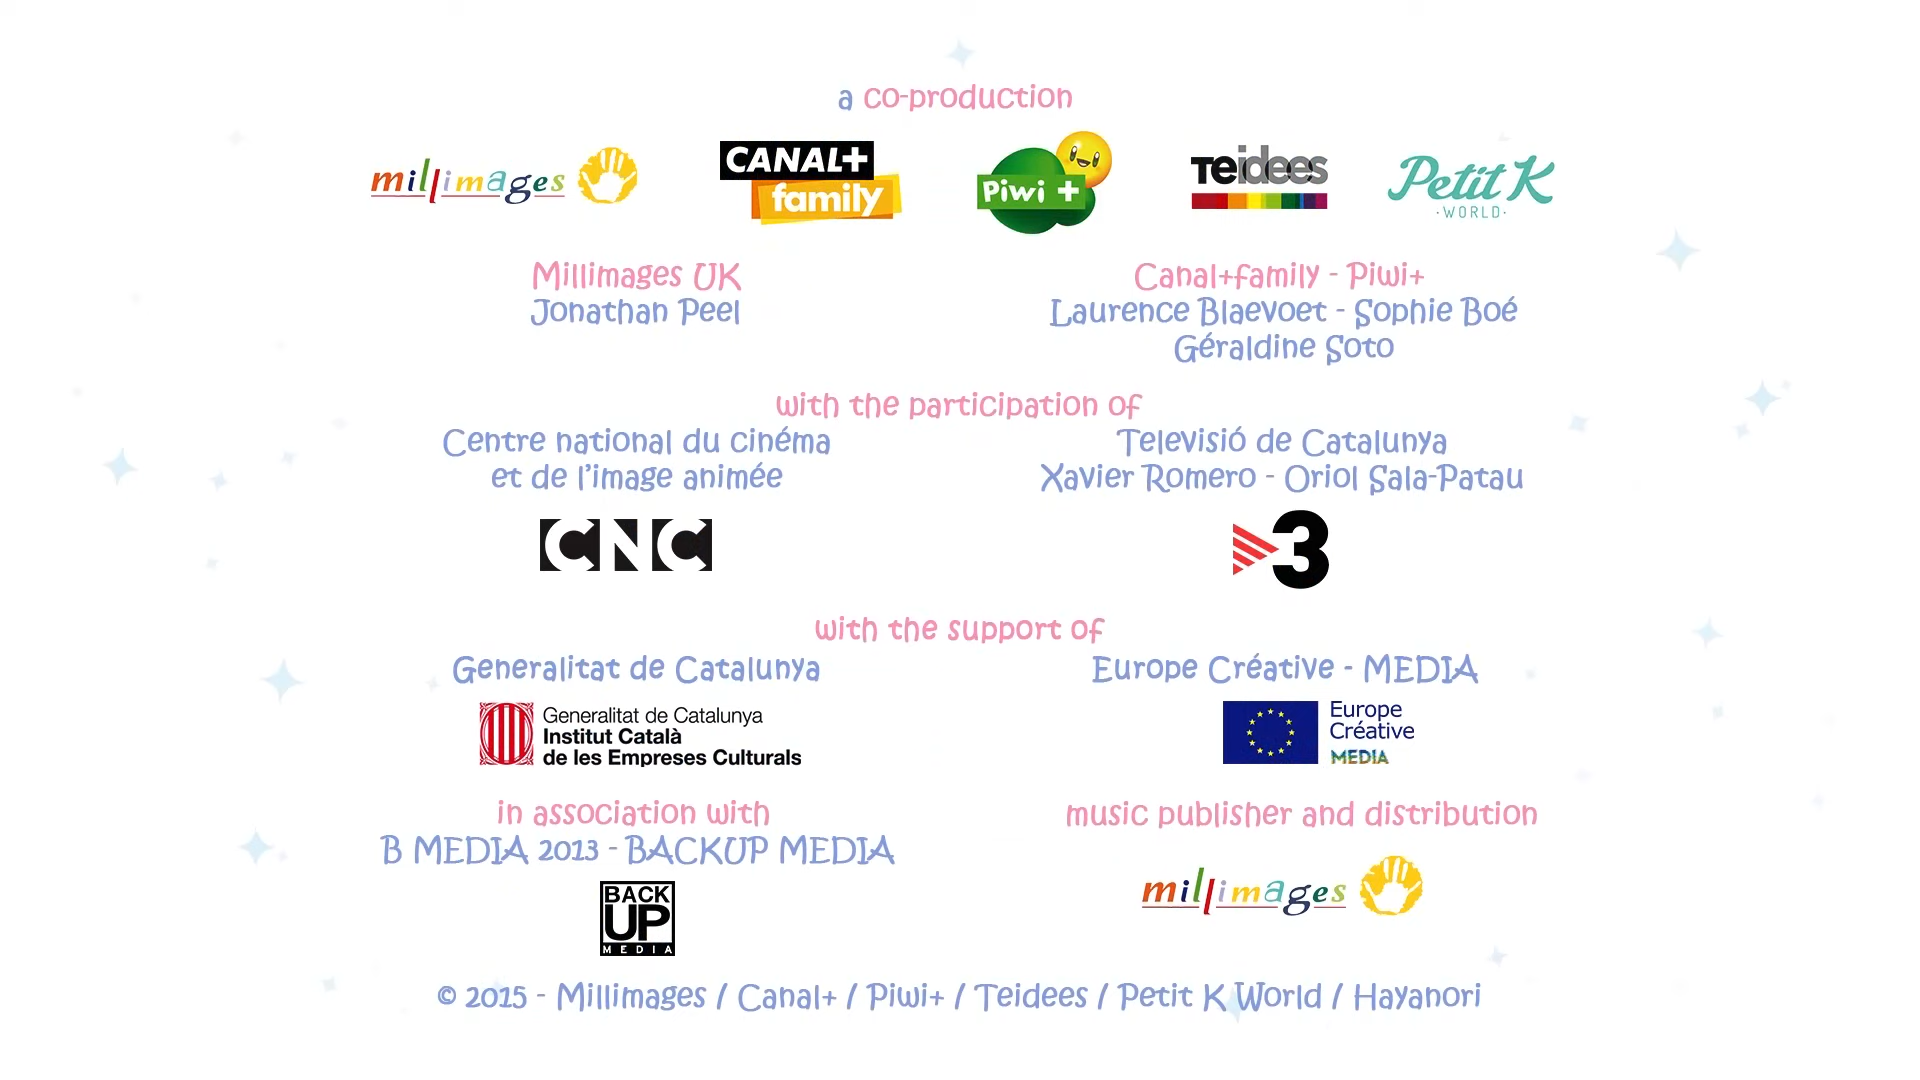 a co-production
millimages
CANAL+
family
Piwi +
TEidees
Petit K
·WORLD·
Millimages UK
Jonathan Peel
Canal+family - Piwi+
Laurence Blaevoet - Sophie Boé
Géraldine Soto
with the participation of
Centre national du cinéma
et de l'image animée
CNC
Televisió de Catalunya
Xavier Romero - Oriol Sala-Patau
3
with the support of
Generalitat de Catalunya
Generalitat de Catalunya
Institut Català
de les Empreses Culturals
Europe Créative - MEDIA
Europe
Créative
MEDIA
in association with
B MEDIA 2013 - BACKUP MEDIA
BACK
UP
MEDIA
music publisher and distribution
millimages
© 2015 - Millimages / Canal+ / Piwi+ / Teidees / Petit K World / Hayanori